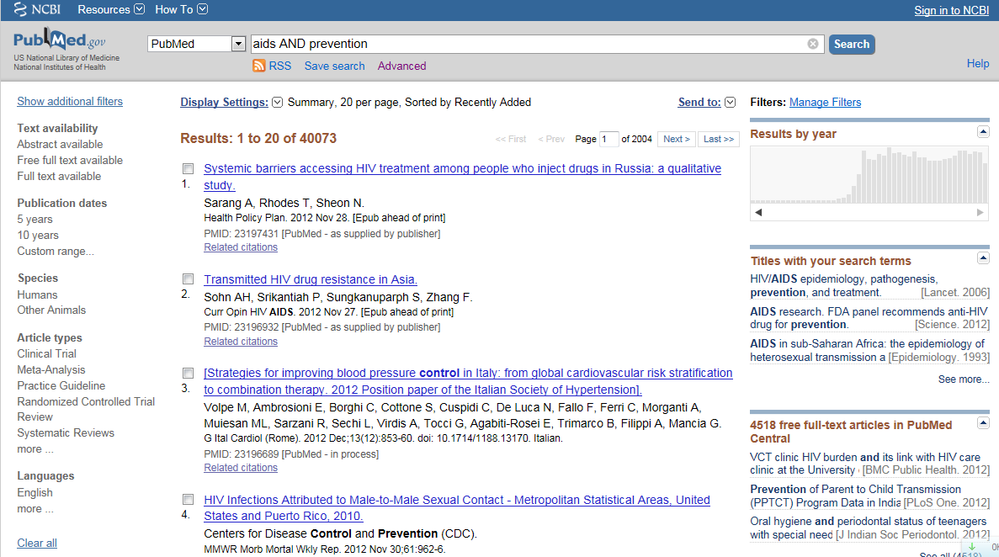 NCBI Resources How To Sign in to NCBI
PubMed.gov
US National Library of Medicine
National Institutes of Health
PubMed aids AND prevention Search
RSS Save search Advanced Help
Show additional filters
Text availability
Abstract available
Free full text available
Full text available
Publication dates
5 years
10 years
Custom range...
Species
Humans
Other Animals
Article types
Clinical Trial
Meta-Analysis
Practice Guideline
Randomized Controlled Trial
Review
Systematic Reviews
more ...
Languages
English
more ...
Clear all
Display Settings: Summary, 20 per page, Sorted by Recently Added Send to:
Results: 1 to 20 of 40073 << First < Prev Page 1 of 2004 Next > Last >>
Systemic barriers accessing HIV treatment among people who inject drugs in Russia: a qualitative
1. study.
Sarang A, Rhodes T, Sheon N.
Health Policy Plan. 2012 Nov 28. [Epub ahead of print]
PMID: 23197431 [PubMed - as supplied by publisher]
Related citations
Transmitted HIV drug resistance in Asia.
2. Sohn AH, Srikantiah P, Sungkanuparph S, Zhang F.
Curr Opin HIV AIDS. 2012 Nov 27. [Epub ahead of print]
PMID: 23196932 [PubMed - as supplied by publisher]
Related citations
[Strategies for improving blood pressure control in Italy: from global cardiovascular risk stratification
3. to combination therapy. 2012 Position paper of the Italian Society of Hypertension].
Volpe M, Ambrosioni E, Borghi C, Cottone S, Cuspidi C, De Luca N, Fallo F, Ferri C, Morganti A,
Muiesan ML, Sarzani R, Sechi L, Virdis A, Tocci G, Agabiti-Rosei E, Trimarco B, Filippi A, Mancia G.
G Ital Cardiol (Rome). 2012 Dec;13(12):853-60. doi: 10.1714/1188.13170. Italian.
PMID: 23196689 [PubMed - in process]
Related citations
HIV Infections Attributed to Male-to-Male Sexual Contact - Metropolitan Statistical Areas, United
4. States and Puerto Rico, 2010.
Centers for Disease Control and Prevention (CDC).
MMWR Morb Mortal Wkly Rep. 2012 Nov 30;61:962-6.
Filters: Manage Filters
Results by year
Titles with your search terms
HIV/AIDS epidemiology, pathogenesis,
prevention, and treatment. [Lancet. 2006]
AIDS research. FDA panel recommends anti-HIV
drug for prevention. [Science. 2012]
AIDS in sub-Saharan Africa: the epidemiology of
heterosexual transmission a [Epidemiology. 1993]
See more...
4518 free full-text articles in PubMed
Central
VCT clinic HIV burden and its link with HIV care
clinic at the University [BMC Public Health. 2012]
Prevention of Parent to Child Transmission
(PPTCT) Program Data in India [PLoS One. 2012]
Oral hygiene and periodontal status of teenagers
with special need [J Indian Soc Periodontol. 2012]
See all (4518)